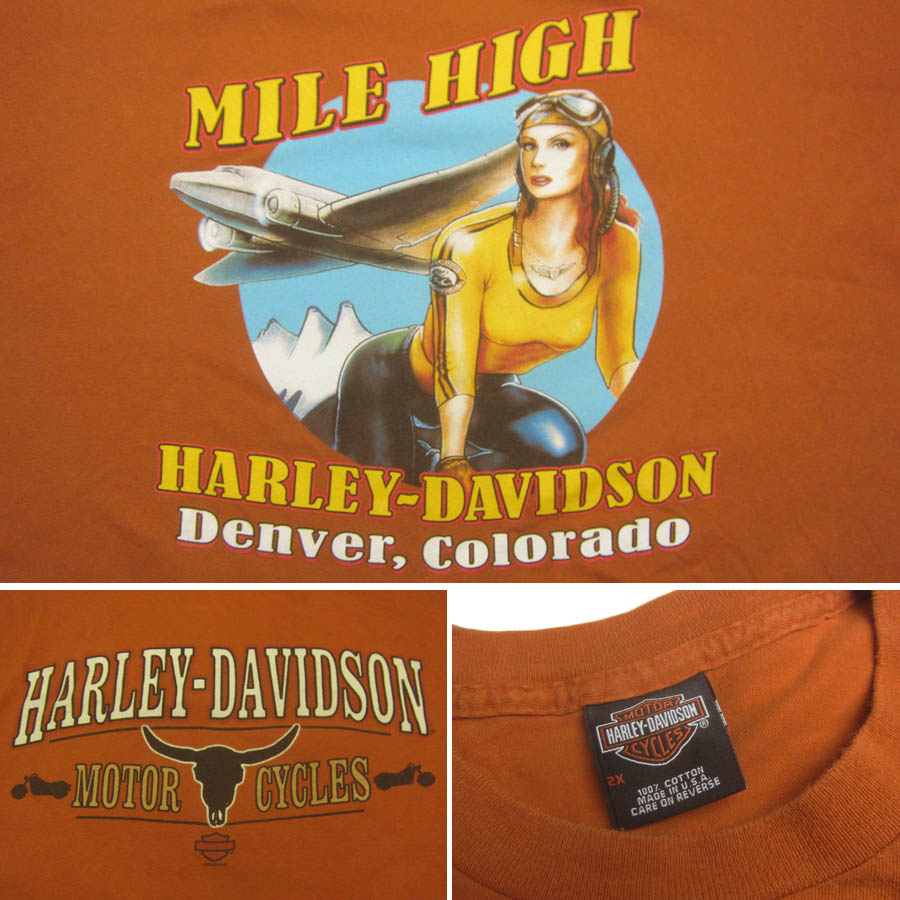 MILE HIGH
HARLEY-DAVIDSON
Denver, Colorado
HARLEY-DAVIDSON
MOTOR CYCLES
MOTOR
HARLEY-DAVIDSON
CYCLES
®
2X
100% COTTON
MADE IN U.S.A.
CARE ON REVERSE